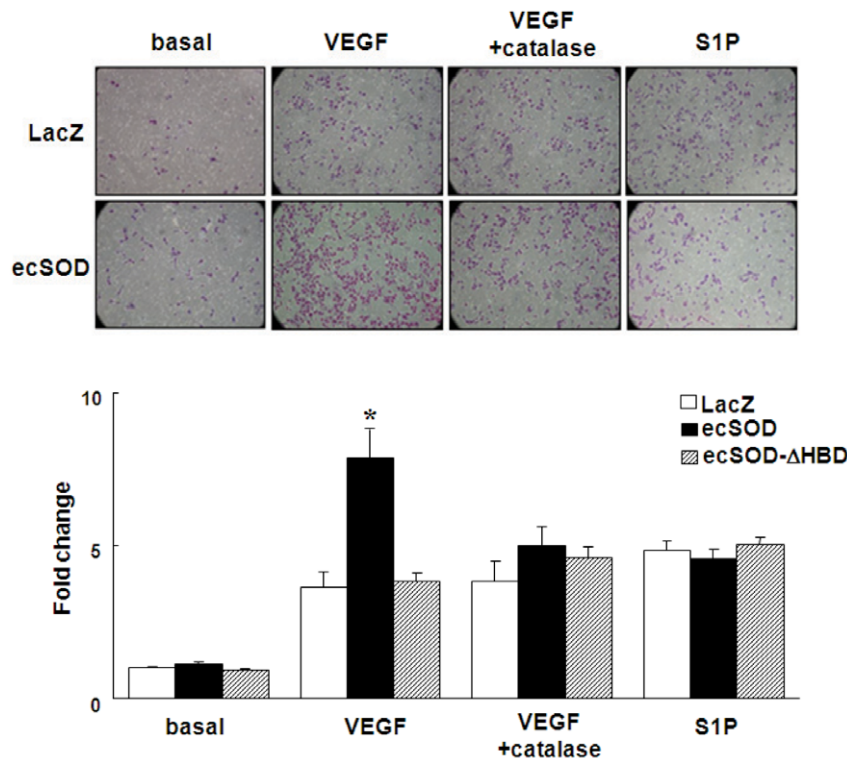 basal
VEGF
VEGF
+catalase
S1P
LacZ
ecSOD
10
5
0
Fold change
*
LacZ
ecSOD
ecSOD-ΔHBD
basal
VEGF
VEGF
+catalase
S1P